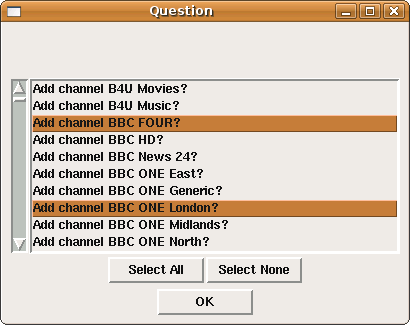 Question
Add channel B4U Movies?
Add channel B4U Music?
Add channel BBC FOUR?
Add channel BBC HD?
Add channel BBC News 24?
Add channel BBC ONE East?
Add channel BBC ONE Generic?
Add channel BBC ONE London?
Add channel BBC ONE Midlands?
Add channel BBC ONE North?
Select All Select None
OK